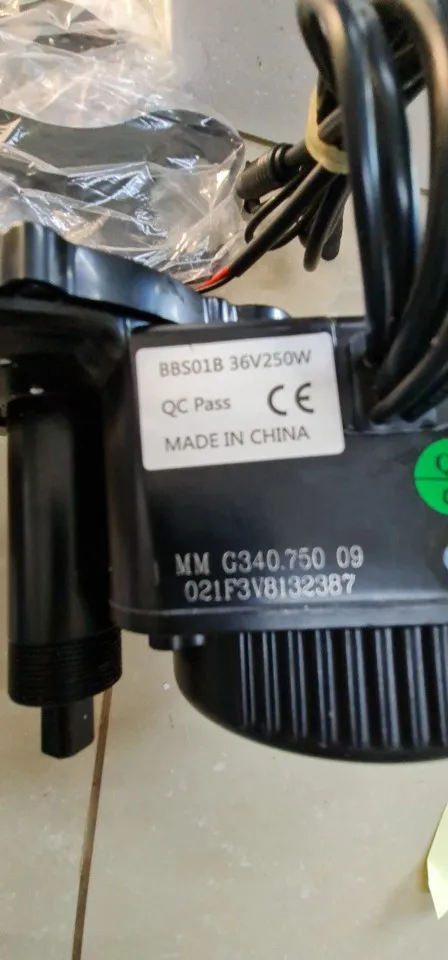 BBS01B 36V250W
QC Pass CE
MADE IN CHINA
MM G340.750 09
021F3V8132387